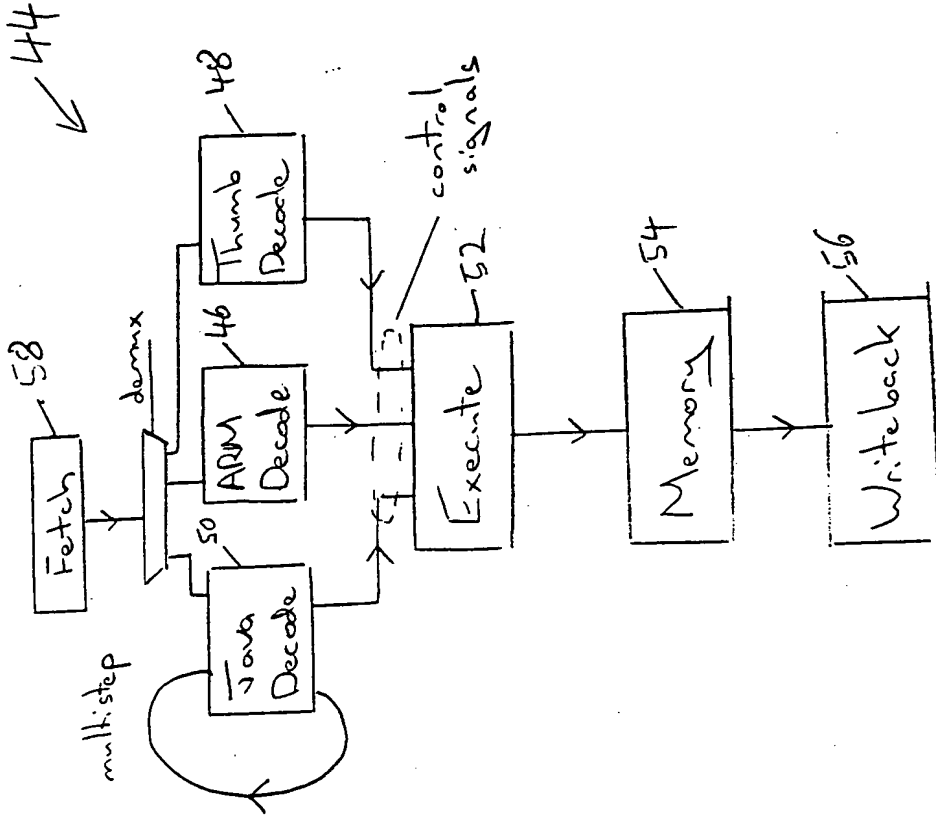 44
58
Fetch
demux
multistep
50
Java
Decode
46
ARM
Decode
48
Thumb
Decode
control
signals
52
Execute
54
Memory
56
Writeback